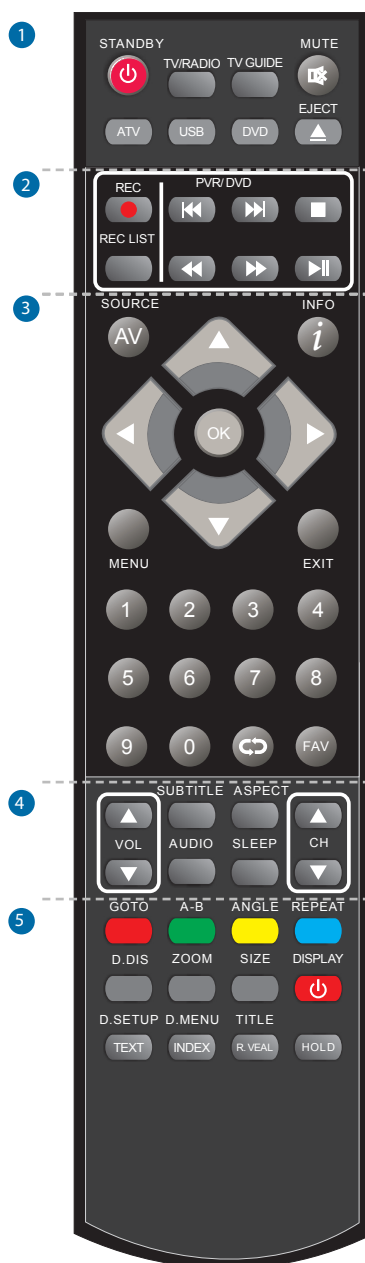 1
STANDBY
MUTE
TV/RADIO TV GUIDE
EJECT
ATV USB DVD
2
REC
PVR/DVD
REC LIST
3
SOURCE
INFO
AV
i
OK
MENU
EXIT
1 2 3 4
5 6 7 8
9 0 FAV
4
SUBTITLE ASPECT
VOL AUDIO SLEEP CH
5
GOTO A-B ANGLE REPEAT
D.DIS ZOOM SIZE DISPLAY
D.SETUP D.MENU TITLE
TEXT INDEX R.VEAL HOLD